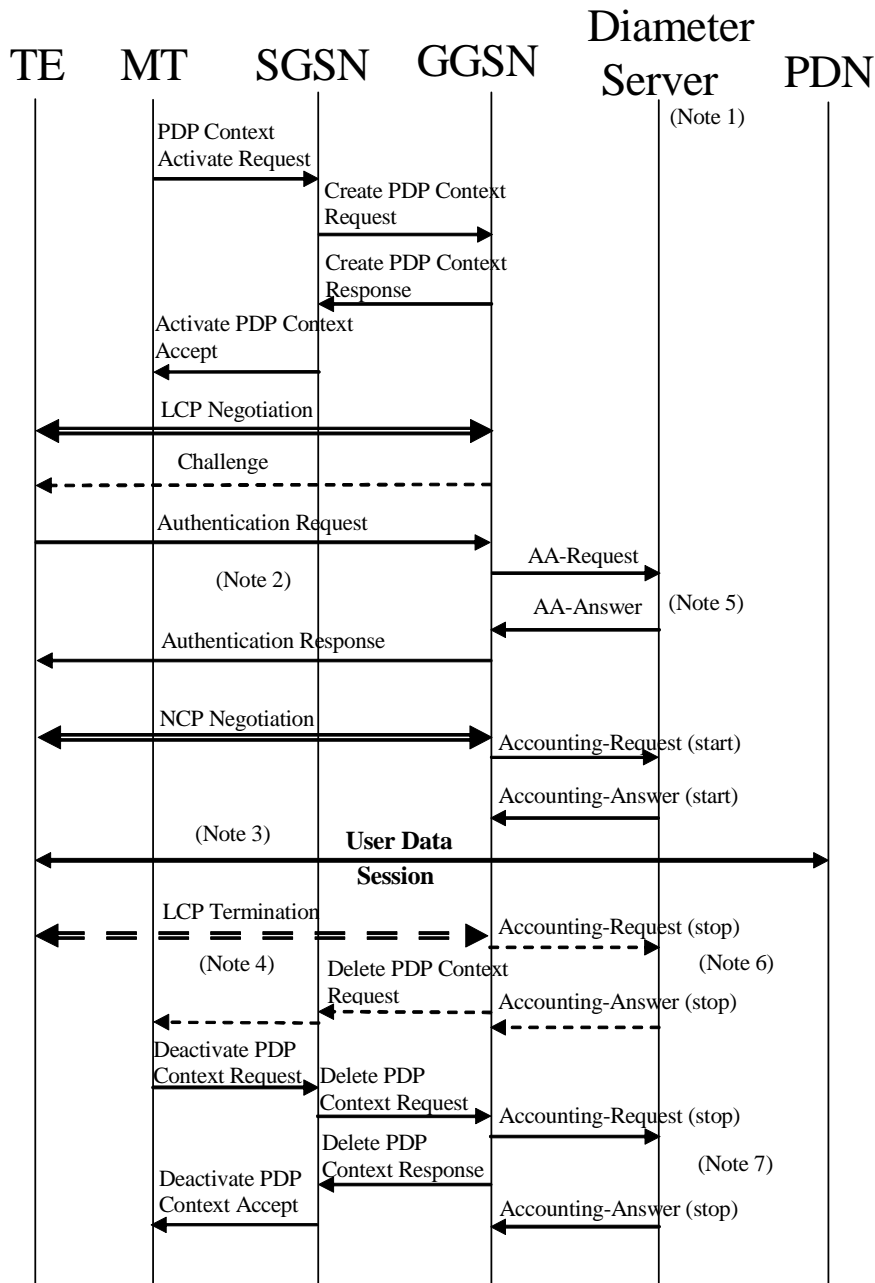 Diameter
TE MT SGSN GGSN Server PDN
(Note 1)
PDP Context
Activate Request
Create PDP Context
Request
Create PDP Context
Response
Activate PDP Context
Accept
LCP Negotiation
Challenge
Authentication Request
AA-Request
(Note 2)
(Note 5)
AA-Answer
Authentication Response
NCP Negotiation
Accounting-Request (start)
Accounting-Answer (start)
(Note 3)
User Data
Session
LCP Termination
Accounting-Request (stop)
(Note 4)
(Note 6)
Delete PDP Context
Request
Accounting-Answer (stop)
Deactivate PDP
Context Request
Delete PDP
Context Request
Accounting-Request (stop)
Delete PDP
Context Response
(Note 7)
Deactivate PDP
Context Accept
Accounting-Answer (stop)